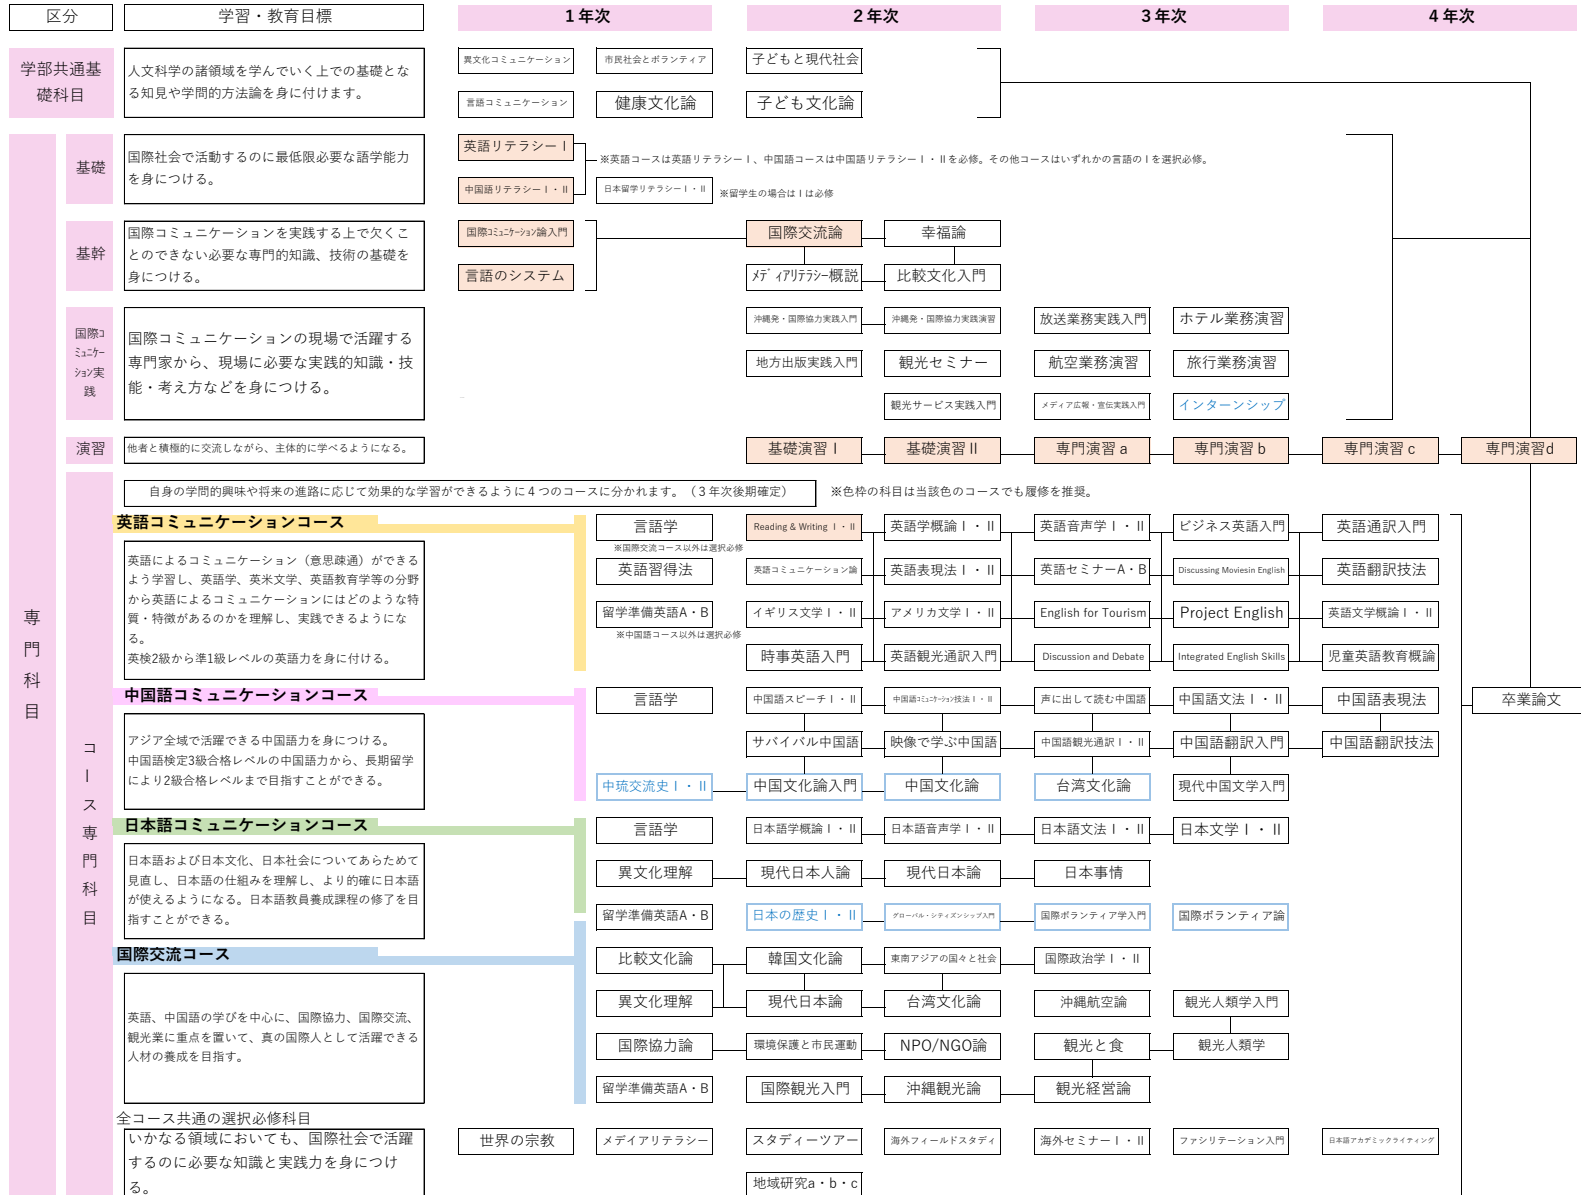 区分
学習・教育目標
1年次
2年次
3年次
4年次
学部共通基
礎科目
人文科学の諸領域を学んでいく上での基礎とな
る知見や学問的方法論を身に付けます。
異文化コミュニケーション
市民社会とボランティア
子どもと現代社会
言語コミュニケーション
健康文化論
子ども文化論
専門科目
基礎
国際社会で活動するのに最低限必要な語学能力
を身につける。
英語リテラシーⅠ
※英語コースは英語リテラシーⅠ、中国語コースは中国語リテラシーⅠ・Ⅱを必修。その他コースはいずれかの言語のⅠを選択必修。
中国語リテラシーⅠ・Ⅱ
日本留学リテラシーⅠ・Ⅱ
※留学生の場合はⅠは必修
基幹
国際コミュニケーションを実践する上で欠くこ
とのできない必要な専門的知識、技術の基礎を
身につける。
国際ｺﾐｭﾆｹｰｼｮﾝ論入門
国際交流論
幸福論
言語のシステム
ﾒﾃﾞｨｱﾘﾃﾗｼｰ概説
比較文化入門
国際ｺ
ﾐｭﾆｹｰ
ｼｮﾝ実
践
国際コミュニケーションの現場で活躍する
専門家から、現場に必要な実践的知識・技
能・考え方などを身につける。
沖縄発・国際協力実践入門
沖縄発・国際協力実践演習
放送業務実践入門
ホテル業務演習
地方出版実践入門
観光セミナー
航空業務演習
旅行業務演習
観光サービス実践入門
メディア広報・宣伝実践入門
インターンシップ
演習
他者と積極的に交流しながら、主体的に学べるようになる。
基礎演習Ⅰ
基礎演習Ⅱ
専門演習a
専門演習b
専門演習c
専門演習d
コース専門科目
自身の学問的興味や将来の進路に応じて効果的な学習ができるように４つのコースに分かれます。（３年次後期確定）
※色枠の科目は当該色のコースでも履修を推奨。
英語コミュニケーションコース
英語によるコミュニケーション（意思疎通）ができる
よう学習し、英語学、英米文学、英語教育学等の分野
から英語によるコミュニケーションにはどのような特
質・特徴があるのかを理解し、実践できるようにな
る。
英検2級から準1級レベルの英語力を身に付ける。
言語学
Reading & Writing Ⅰ・Ⅱ
英語学概論Ⅰ・Ⅱ
英語音声学Ⅰ・Ⅱ
ビジネス英語入門
英語通訳入門
※国際交流コース以外は選択必修
英語習得法
英語コミュニケーション論
英語表現法Ⅰ・Ⅱ
英語セミナーA・B
Discussing Moviesin English
英語翻訳技法
留学準備英語A・B
イギリス文学Ⅰ・Ⅱ
アメリカ文学Ⅰ・Ⅱ
English for Tourism
Project English
英語文学概論Ⅰ・Ⅱ
※中国語コース以外は選択必修
時事英語入門
英語観光通訳入門
Discussion and Debate
Integrated English Skills
児童英語教育概論
中国語コミュニケーションコース
アジア全域で活躍できる中国語力を身につける。
中国語検定3級合格レベルの中国語力から、長期留学
により2級合格レベルまで目指すことができる。
言語学
中国語スピーチⅠ・Ⅱ
中国語ｺﾐｭﾆｹｰｼｮﾝ技法Ⅰ・Ⅱ
声に出して読む中国語
中国語文法Ⅰ・Ⅱ
中国語表現法
卒業論文
サバイバル中国語
映像で学ぶ中国語
中国語観光通訳Ⅰ・Ⅱ
中国語翻訳入門
中国語翻訳技法
中琉交流史Ⅰ・Ⅱ
中国文化論入門
中国文化論
台湾文化論
現代中国文学入門
日本語コミュニケーションコース
日本語および日本文化、日本社会についてあらためて
見直し、日本語の仕組みを理解し、より的確に日本語
が使えるようになる。日本語教員養成課程の修了を目
指すことができる。
言語学
日本語学概論Ⅰ・Ⅱ
日本語音声学Ⅰ・Ⅱ
日本語文法Ⅰ・Ⅱ
日本文学Ⅰ・Ⅱ
異文化理解
現代日本人論
現代日本論
日本事情
留学準備英語A・B
日本の歴史Ⅰ・Ⅱ
グローバル・シティズンシップ入門
国際ボランティア学入門
国際ボランティア論
国際交流コース
英語、中国語の学びを中心に、国際協力、国際交流、
観光業に重点を置いて、真の国際人として活躍できる
人材の養成を目指す。
比較文化論
韓国文化論
東南アジアの国々と社会
国際政治学Ⅰ・Ⅱ
異文化理解
現代日本論
台湾文化論
沖縄航空論
観光人類学入門
国際協力論
環境保護と市民運動
NPO/NGO論
観光と食
観光人類学
留学準備英語A・B
国際観光入門
沖縄観光論
観光経営論
全コース共通の選択必修科目
いかなる領域においても、国際社会で活躍
するのに必要な知識と実践力を身につけ
る。
世界の宗教
メデイアリテラシー
スタディーツアー
海外フィールドスタディ
海外セミナーⅠ・Ⅱ
ファシリテーション入門
日本語アカデミックライティング
地域研究a・b・c